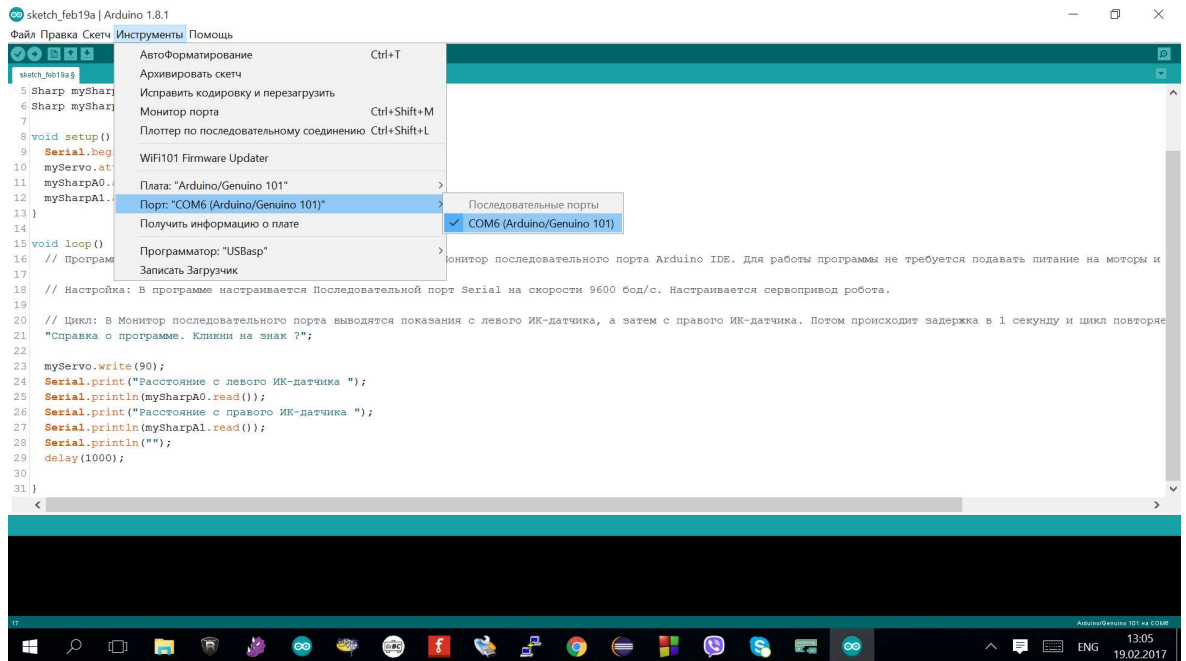 sketch_feb19a | Arduino 1.8.1
Файл Правка Скетч Инструменты Помощь
sketch_feb19a §
АвтоФорматирование Ctrl+T
Архивировать скетч
Исправить кодировку и перезагрузить
Монитор порта Ctrl+Shift+M
Плоттер по последовательному соединению Ctrl+Shift+L
WiFi101 Firmware Updater
Плата: "Arduino/Genuino 101"
Порт: "COM6 (Arduino/Genuino 101)"
Получить информацию о плате
Программатор: "USBasp"
Записать Загрузчик
Последовательные порты
COM6 (Arduino/Genuino 101)
5 Sharp myShar
6 Sharp myShar
7
8 void setup()
9 Serial.beg
10 myServo.at
11 mySharpA0.
12 mySharpA1.
13 }
14
15 void loop()
16 // Програм онитор последовательного порта Arduino IDE. Для работы программы не требуется подавать питание на моторы и
17
18 // Настройка: В программе настраивается Последовательной порт Serial на скорости 9600 бод/с. Настраивается сервопривод робота.
19
20 // Цикл: В Монитор последовательного порта выводятся показания с левого ИК-датчика, а затем с правого ИК-датчика. Потом происходит задержка в 1 секунду и цикл повторяе
21 "Справка о программе. Кликни на знак ?";
22
23 myServo.write(90);
24 Serial.print("Расстояние с левого ИК-датчика ");
25 Serial.println(mySharpA0.read());
26 Serial.print("Расстояние с правого ИК-датчика ");
27 Serial.println(mySharpA1.read());
28 Serial.println("");
29 delay(1000);
30
31 }
17
Arduino/Genuino 101 на COM6
ENG
13:05
19.02.2017